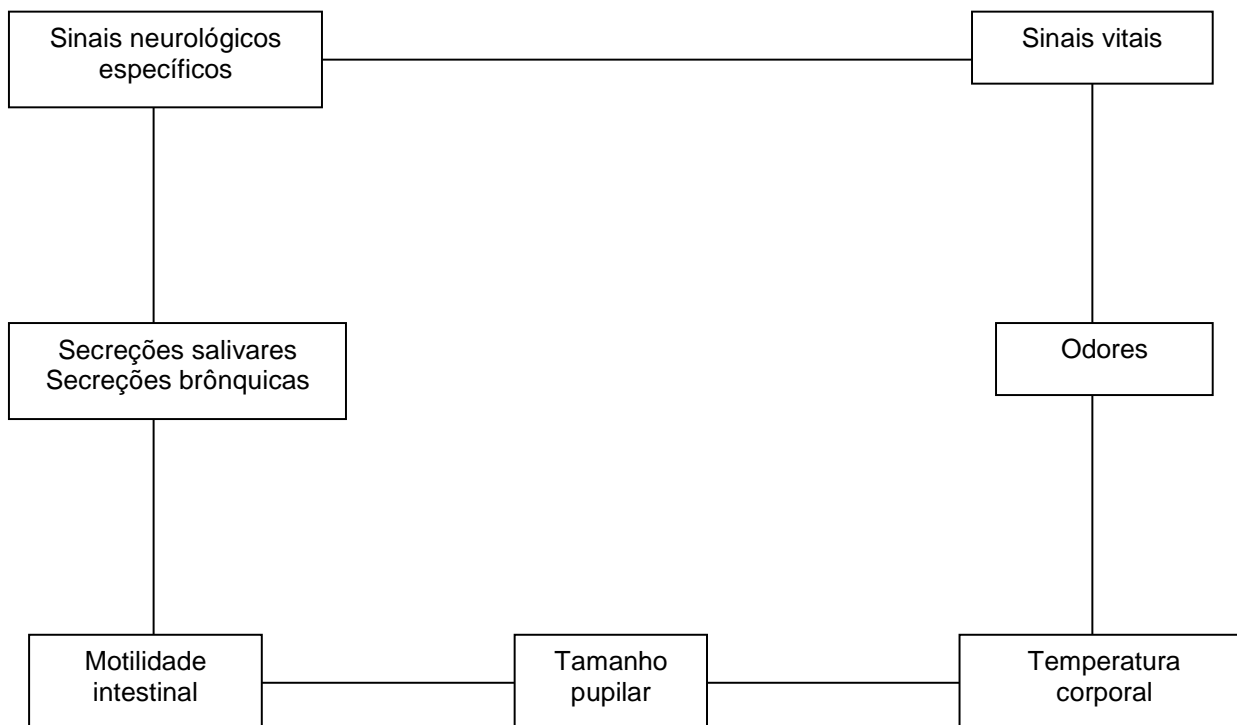 Sinais neurológicos
específicos
Sinais vitais
Secreções salivares
Secreções brônquicas
Odores
Motilidade
intestinal
Tamanho
pupilar
Temperatura
corporal